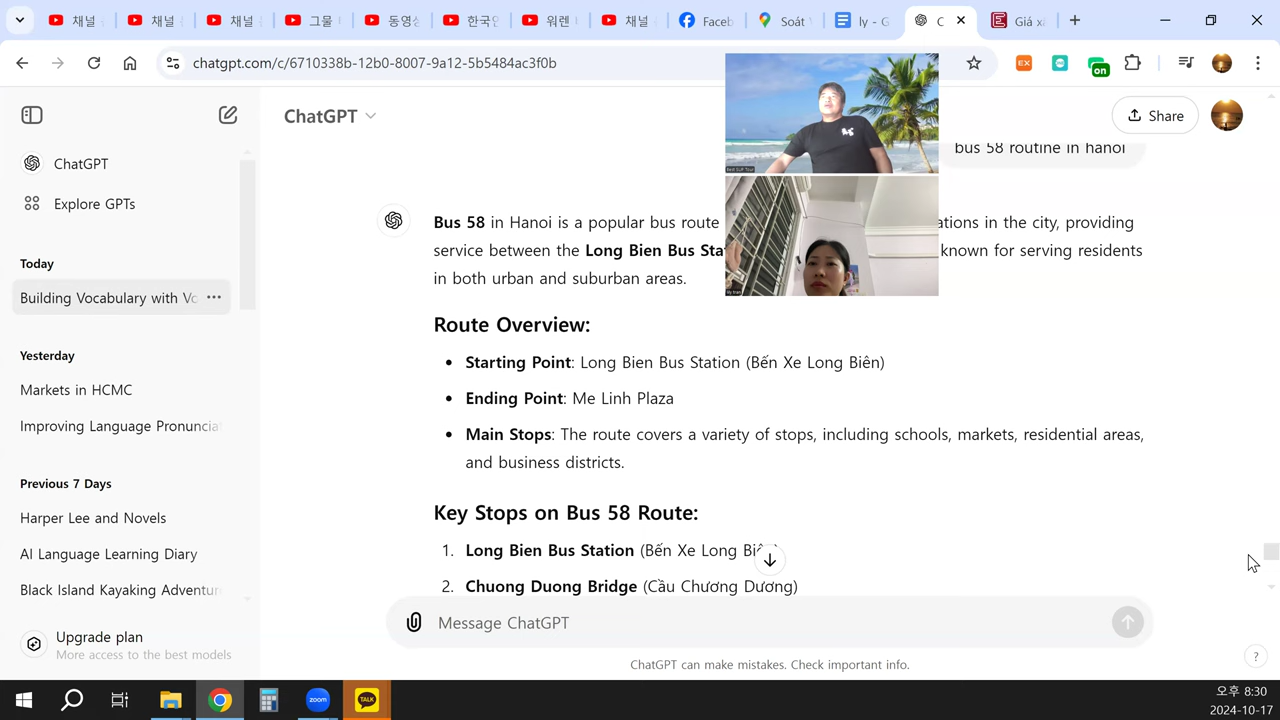 채널
채널
채널
그물
동영상
한국인
워렌
채널
Faceb
Soát
ly - G
C
Giá xă
chatgpt.com/c/6710338b-12b0-8007-9a12-5b5484ac3f0b
EX
on
ChatGPT
Share
ChatGPT
Explore GPTs
Today
Building Vocabulary with Vo
Yesterday
Markets in HCMC
Improving Language Pronuncia
Previous 7 Days
Harper Lee and Novels
AI Language Learning Diary
Black Island Kayaking Adventur
Upgrade plan
More access to the best models
bus 58 routine in hanoi
Bus 58 in Hanoi is a popular bus route
ations in the city, providing
service between the Long Bien Bus Sta
known for serving residents
in both urban and suburban areas.
Route Overview:
• Starting Point: Long Bien Bus Station (Bến Xe Long Biên)
• Ending Point: Me Linh Plaza
• Main Stops: The route covers a variety of stops, including schools, markets, residential areas,
and business districts.
Key Stops on Bus 58 Route:
1. Long Bien Bus Station (Bến Xe Long Biên)
2. Chuong Duong Bridge (Cầu Chương Dương)
Message ChatGPT
ChatGPT can make mistakes. Check important info.
?
zoom
TALK
오후 8:30
2024-10-17